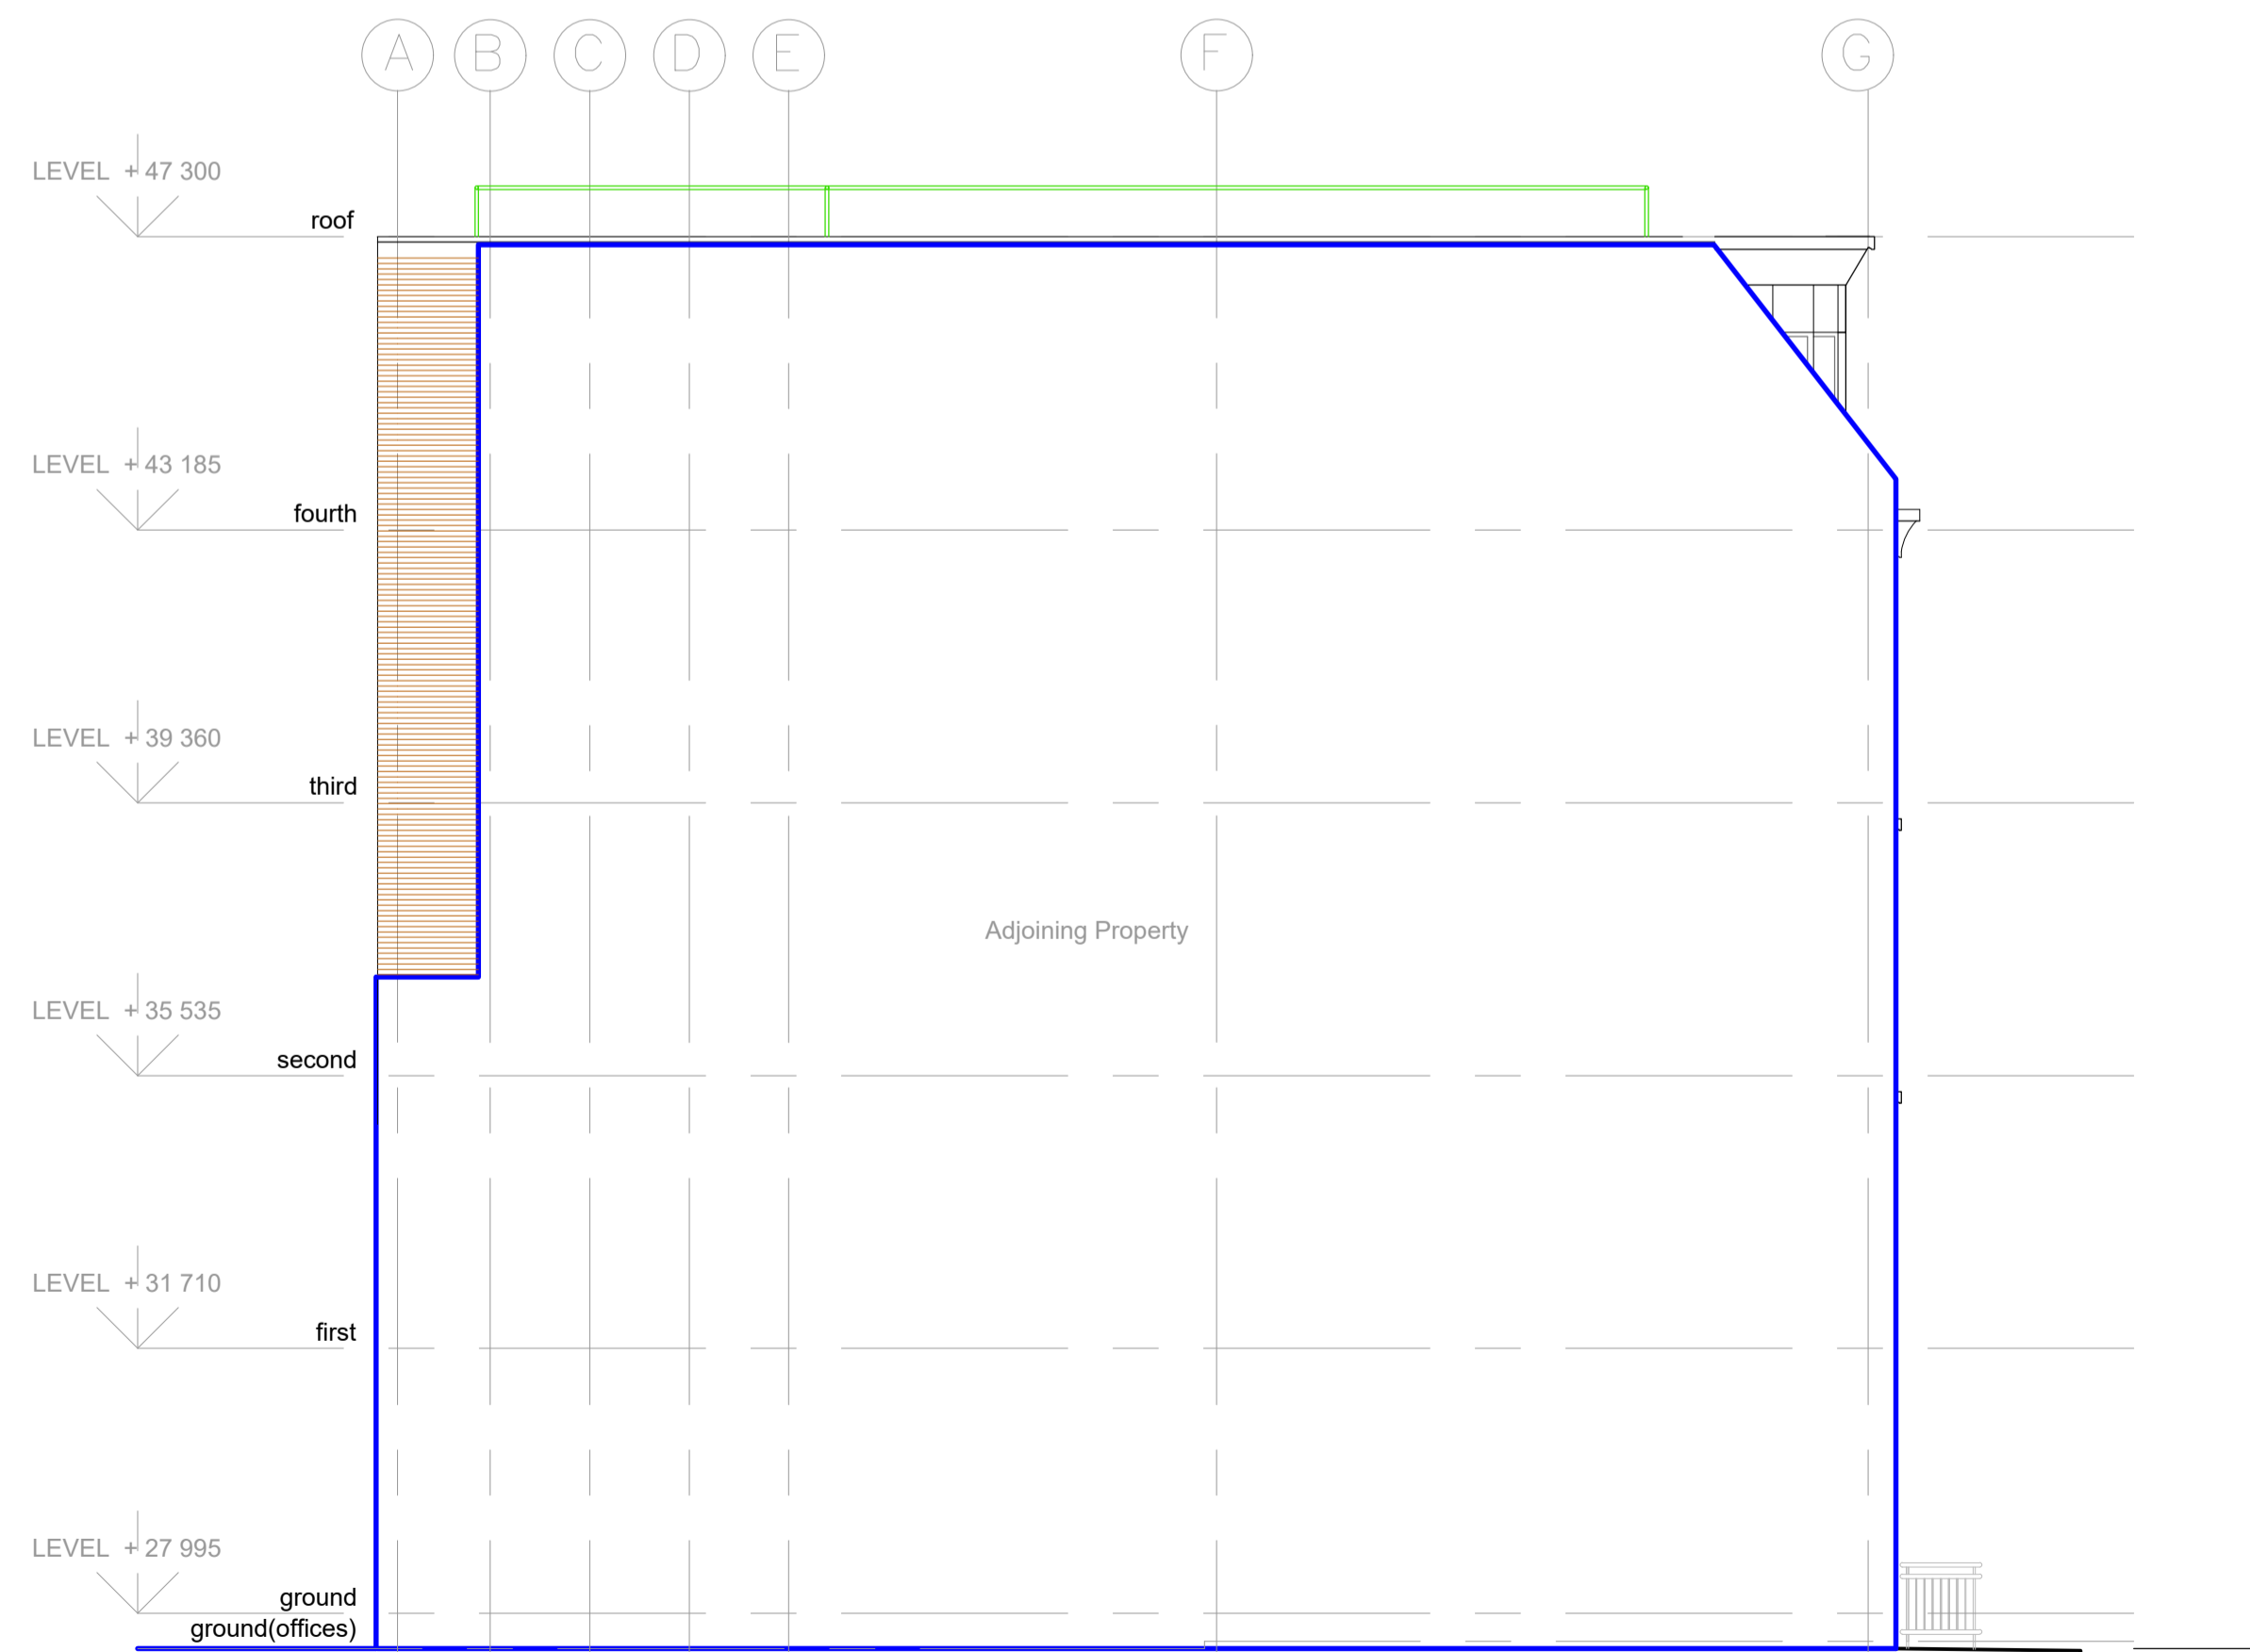 A B C D E F G
LEVEL + 47 300
roof
LEVEL + 43 185
fourth
LEVEL + 39 360
third
Adjoining Property
LEVEL + 35 535
second
LEVEL + 31 710
first
LEVEL + 27 995
ground
ground(offices)